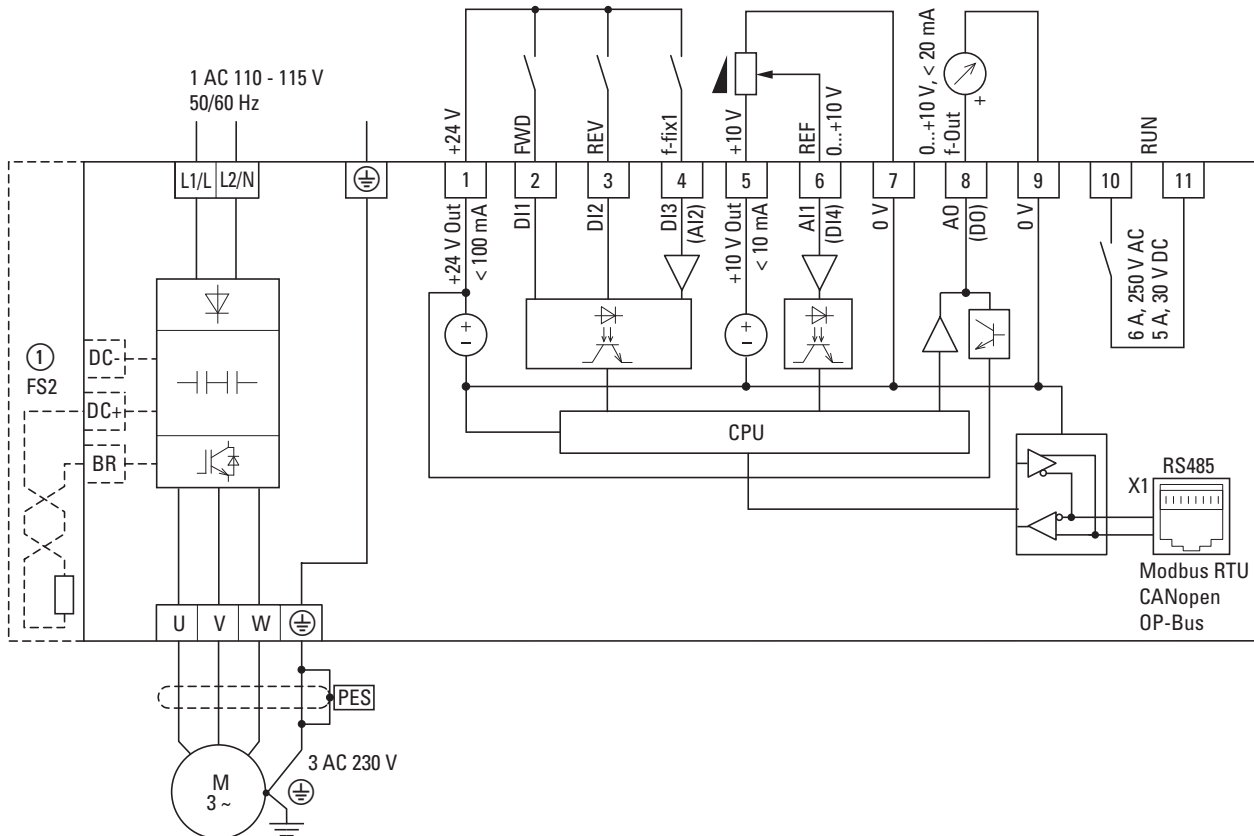 1 AC 110 - 115 V
50/60 Hz
+24 V
FWD
REV
f-fix1
+10 V
REF
0...+10 V
0...+10 V, < 20 mA
f-Out
+
RUN
L1/L
L2/N
1
2
3
4
5
6
7
8
9
10
11
+24 V Out
< 100 mA
DI1
DI2
DI3
(AI2)
+10 V Out
< 10 mA
AI1
(DI4)
0 V
AO
(DO)
0 V
6 A, 250 V AC
5 A, 30 V DC
+
-
+
-
1
FS2
DC-
DC+
BR
CPU
X1
RS485
Modbus RTU
CANopen
OP-Bus
U
V
W
PES
3 AC 230 V
M
3 ~